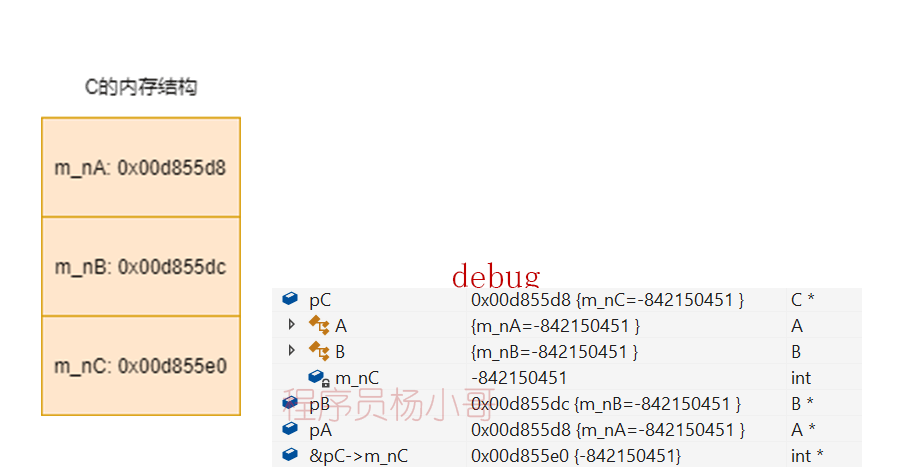 C的内存结构
m_nA: 0x00d855d8
m_nB: 0x00d855dc
m_nC: 0x00d855e0
debug
pC 0x00d855d8 {m_nC=-842150451 } C *
A {m_nA=-842150451 } A
B {m_nB=-842150451 } B
m_nC -842150451 int
程序员杨小哥
pB 0x00d855dc {m_nB=-842150451 } B *
pA 0x00d855d8 {m_nA=-842150451 } A *
&pC->m_nC 0x00d855e0 {-842150451} int *